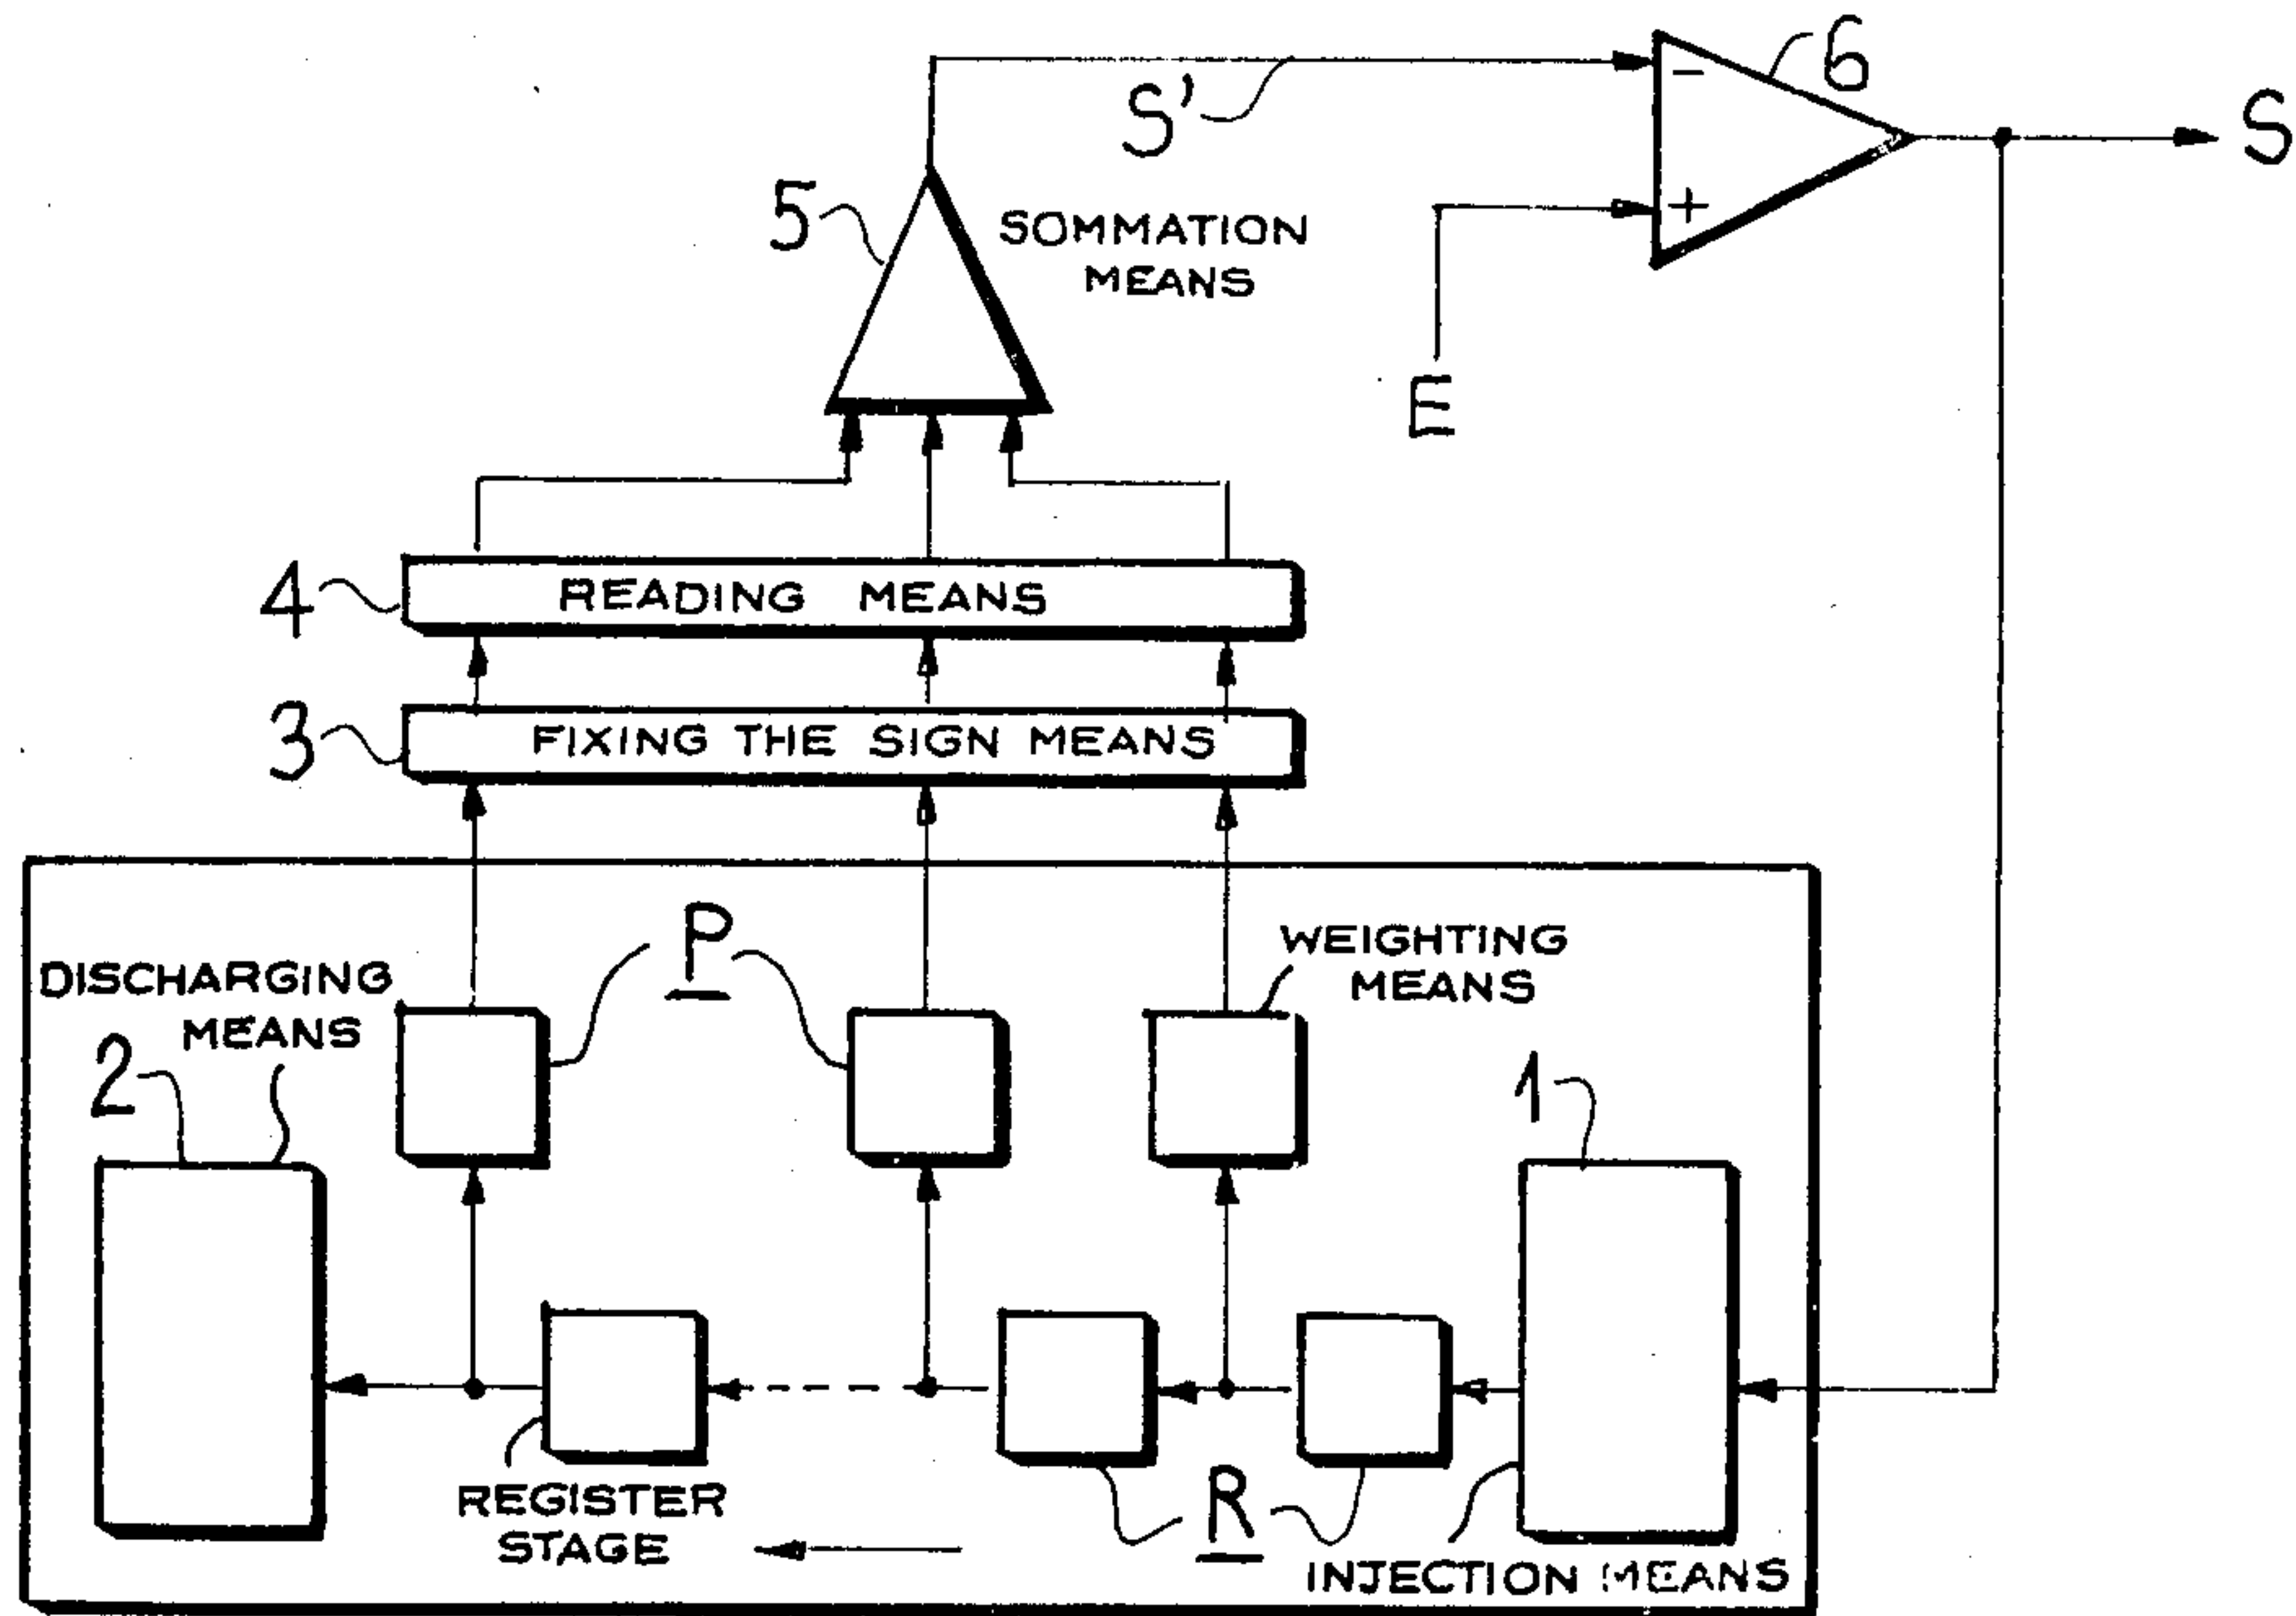 6
S'
S
5
SOMMATION
MEANS
-
+
E
4
READING MEANS
3
FIXING THE SIGN MEANS
P
WEIGHTING
MEANS
DISCHARGING
MEANS
2
1
REGISTER
STAGE
R
INJECTION MEANS